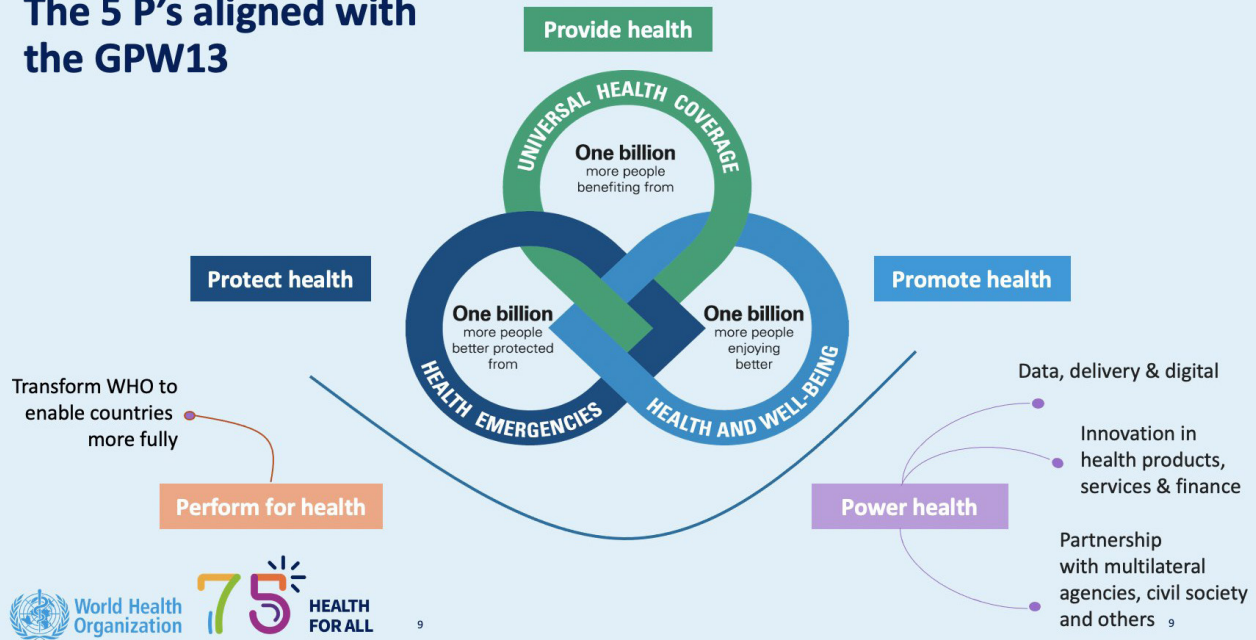 The 5 P's aligned with
the GPW13
Provide health
UNIVERSAL HEALTH COVERAGE
One billion
more people
benefiting from
Protect health
Promote health
One billion
more people
better protected
from
HEALTH EMERGENCIES
One billion
more people
enjoying
better
HEALTH AND WELL-BEING
Transform WHO to
enable countries
more fully
Perform for health
Data, delivery & digital
Innovation in
health products,
services & finance
Power health
Partnership
with multilateral
agencies, civil society
and others
World Health
Organization
75
HEALTH
FOR ALL
9
9